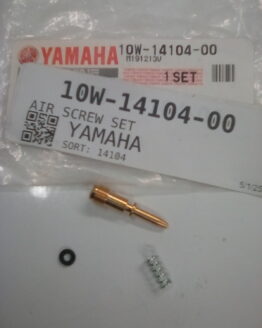 YAMAHA 10W-14104-00
1 SET
10W-14104-00
AIR SCREW SET
YAMAHA
SORT: 14104